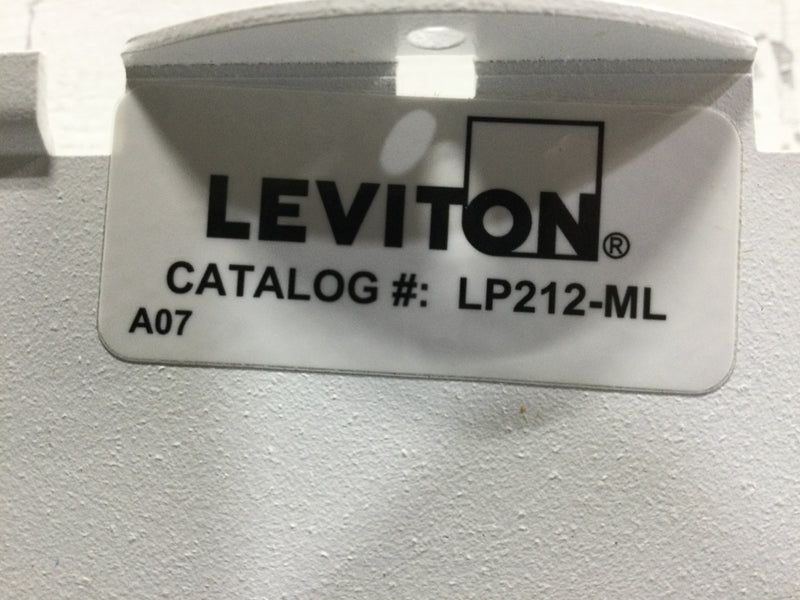 LEVITON®
CATALOG #: LP212-ML
A07